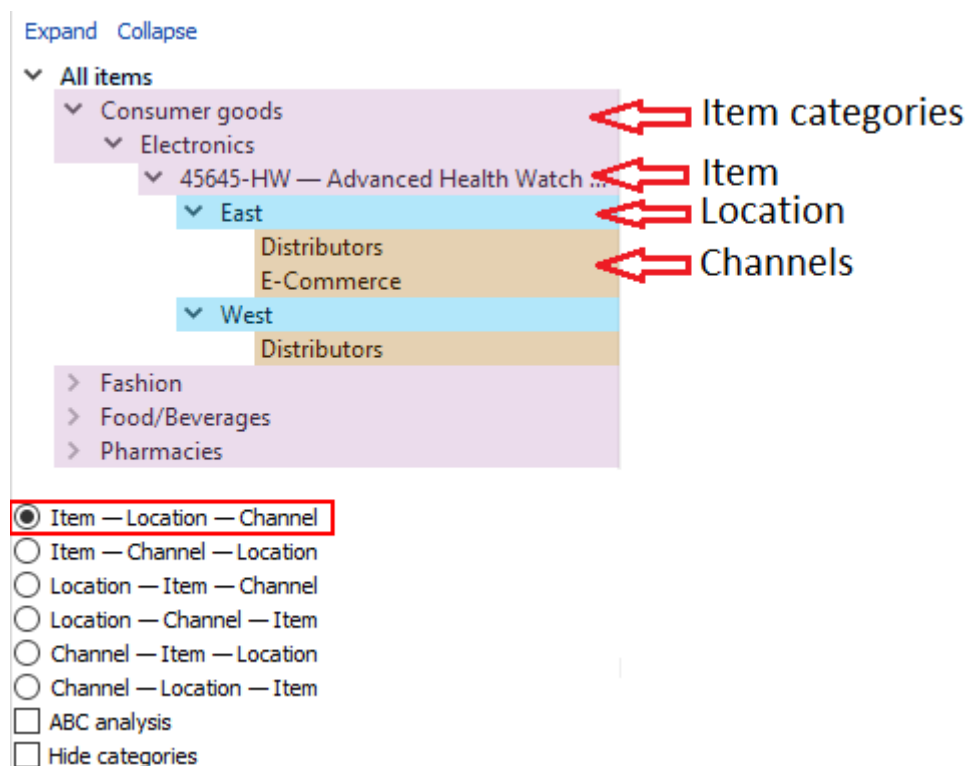 Expand Collapse
All items
Consumer goods
Item categories
Electronics
45645-HW — Advanced Health Watch ...
Item
East
Location
Distributors
Channels
E-Commerce
West
Distributors
Fashion
Food/Beverages
Pharmacies
Item — Location — Channel
Item — Channel — Location
Location — Item — Channel
Location — Channel — Item
Channel — Item — Location
Channel — Location — Item
ABC analysis
Hide categories